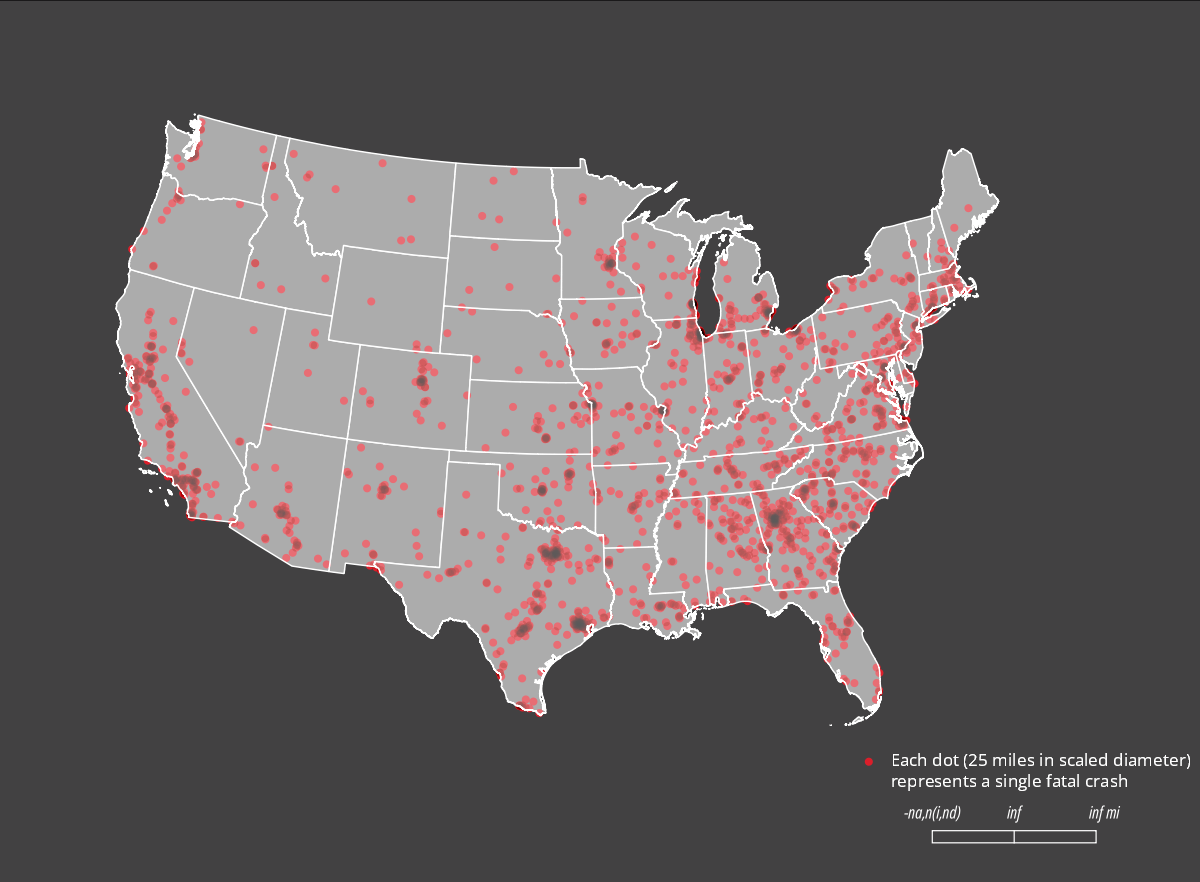 Each dot (25 miles in scaled diameter)
represents a single fatal crash
-na,n(i,nd) inf inf mi